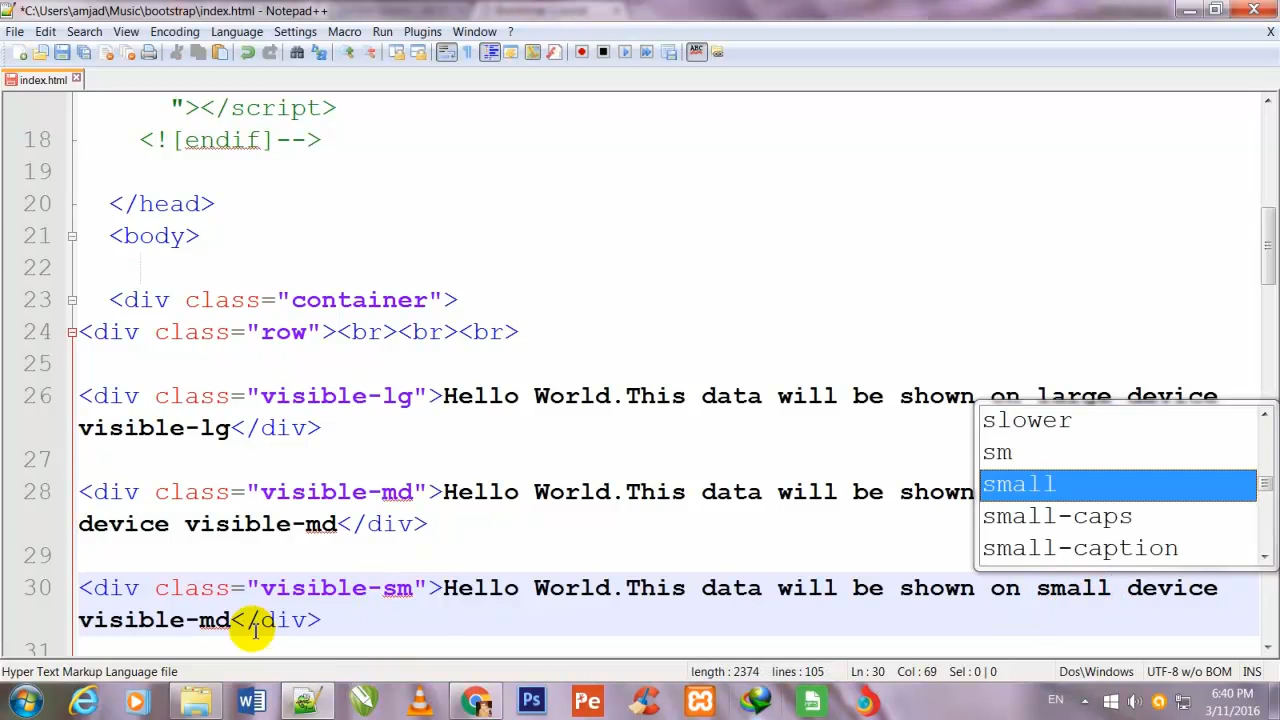 *C:\Users\amjad\Music\bootstrap\index.html - Notepad++
File Edit Search View Encoding Language Settings Macro Run Plugins Window ? X
index.html
"></script>
18 <![endif]-->
19
20 </head>
21 <body>
22
23 <div class="container">
24 <div class="row"><br><br><br>
25
26 <div class="visible-lg">Hello World.This data will be shown on large device
visible-lg</div>
27
28 <div class="visible-md">Hello World.This data will be shown
device visible-md</div>
29
30 <div class="visible-sm">Hello World.This data will be shown on small device
visible-md</div>
31
slower
sm
small
small-caps
small-caption
Hyper Text Markup Language file length : 2374 lines : 105 Ln : 30 Col : 69 Sel : 0 | 0 Dos\Windows UTF-8 w/o BOM INS
W Ps Pe EN 6:40 PM
3/11/2016